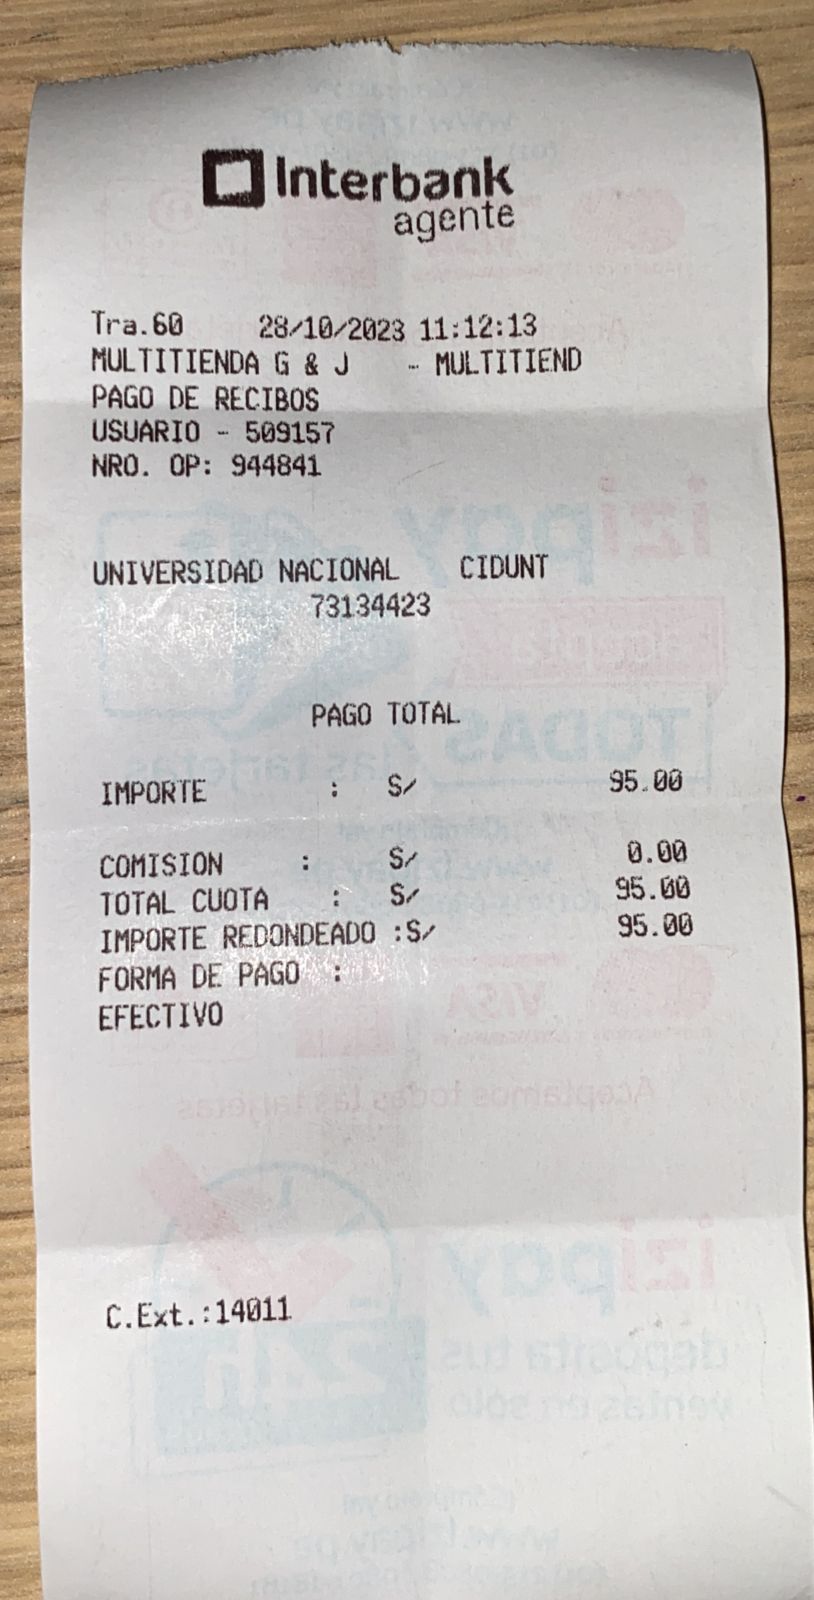 Interbank
agente
Tra.60 28/10/2023 11:12:13
MULTITIENDA G & J - MULTITIEND
PAGO DE RECIBOS
USUARIO - 509157
NRO. OP: 944841
UNIVERSIDAD NACIONAL CIDUNT
73134423
PAGO TOTAL
IMPORTE : S/ 95.00
COMISION : S/ 0.00
TOTAL CUOTA : S/ 95.00
IMPORTE REDONDEADO :S/ 95.00
FORMA DE PAGO :
EFECTIVO
C.Ext.:14011